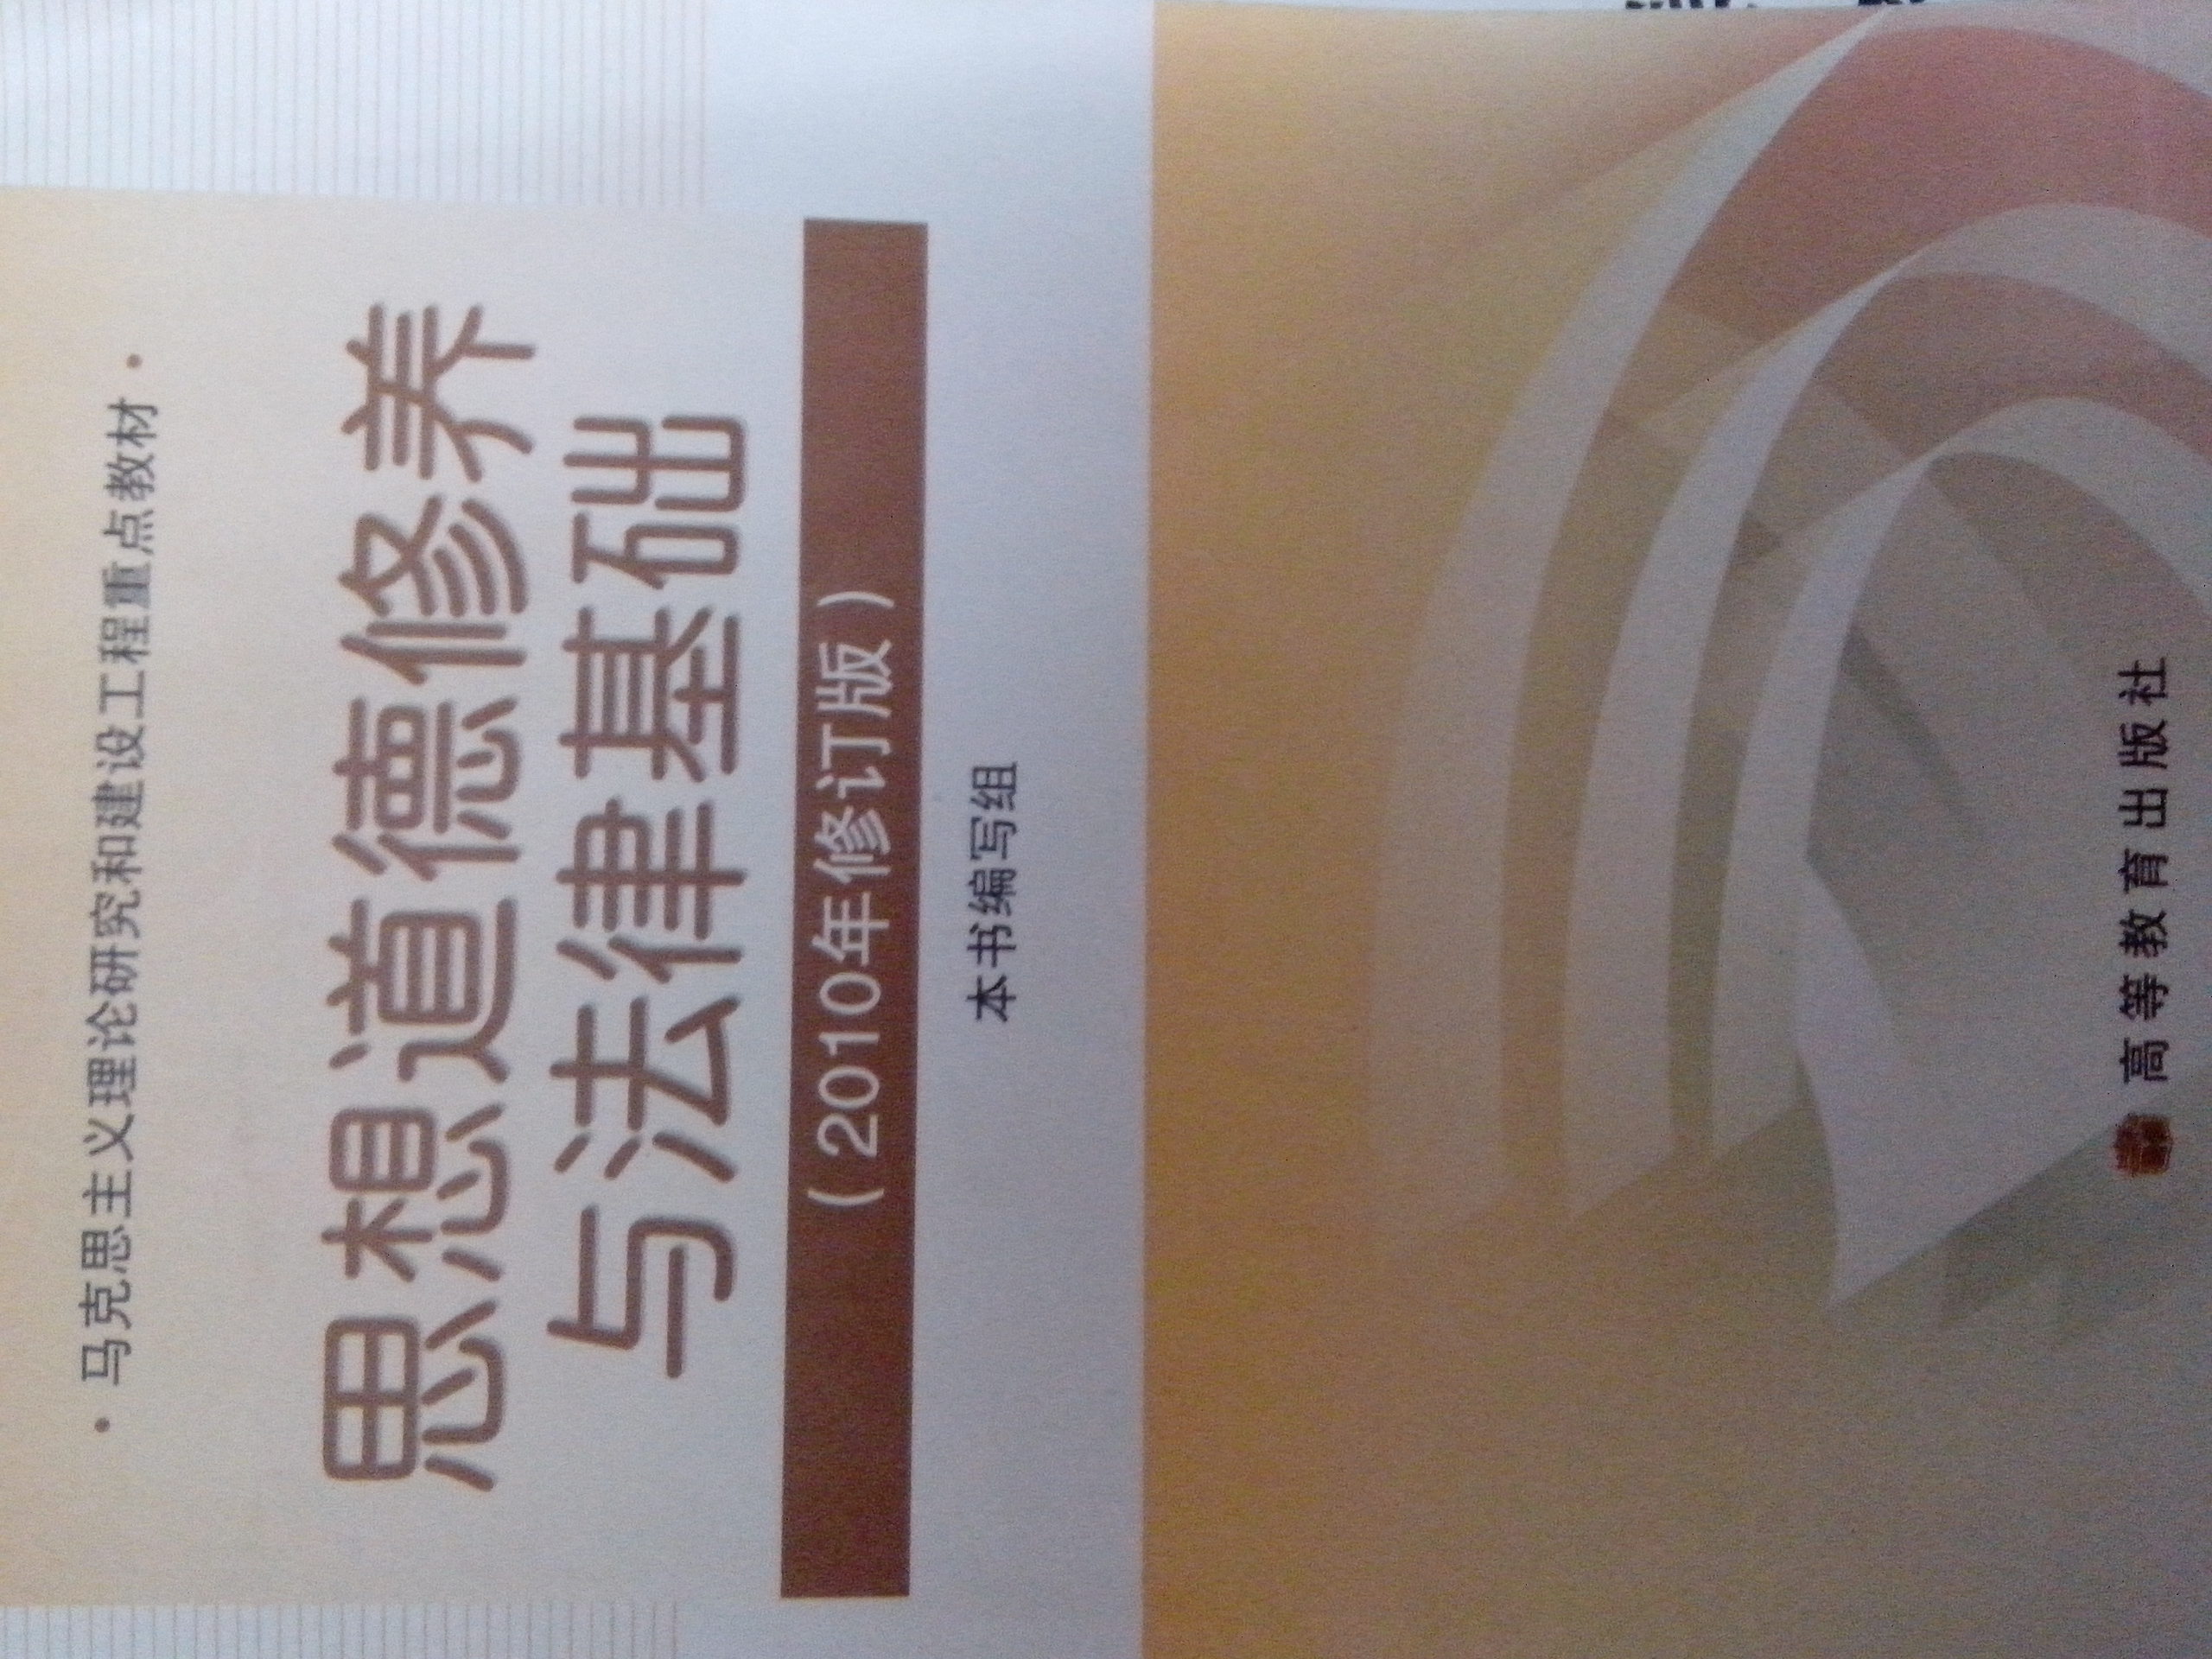 · 马克思主义理论研究和建设工程重点教材 ·
思想道德修养
与法律基础
（2010年修订版）
本书编写组
高等教育出版社